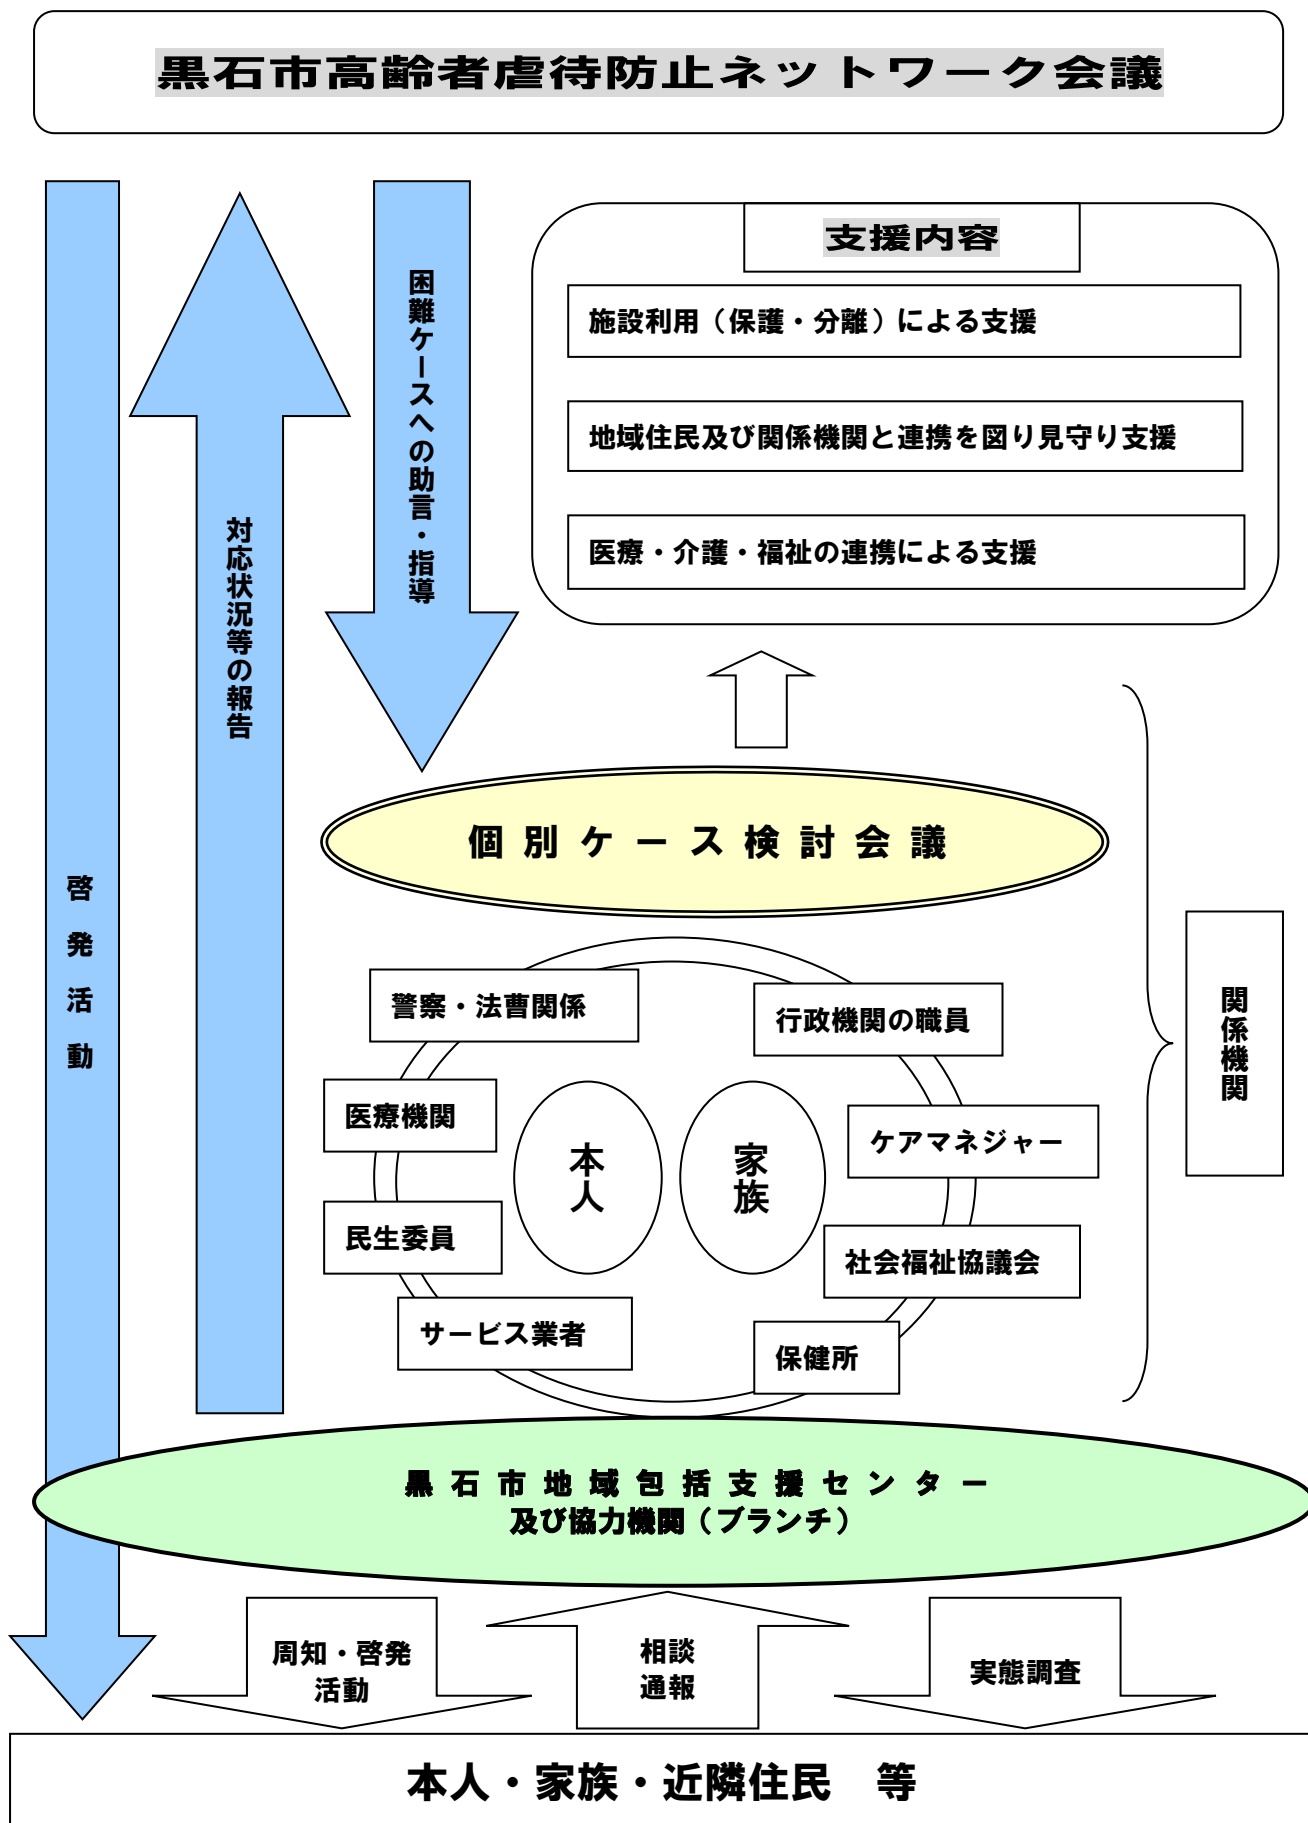 黒石市高齢者虐待防止ネットワーク会議
啓発活動
対応状況等の報告
困難ケースへの助言・指導
支援内容
施設利用（保護・分離）による支援
地域住民及び関係機関と連携を図り見守り支援
医療・介護・福祉の連携による支援
個別ケース検討会議
警察・法曹関係
行政機関の職員
医療機関
ケアマネジャー
本人
家族
民生委員
社会福祉協議会
サービス業者
保健所
関係機関
黒石市地域包括支援センター
及び協力機関（ブランチ）
周知・啓発
活動
相談
通報
実態調査
本人・家族・近隣住民　等